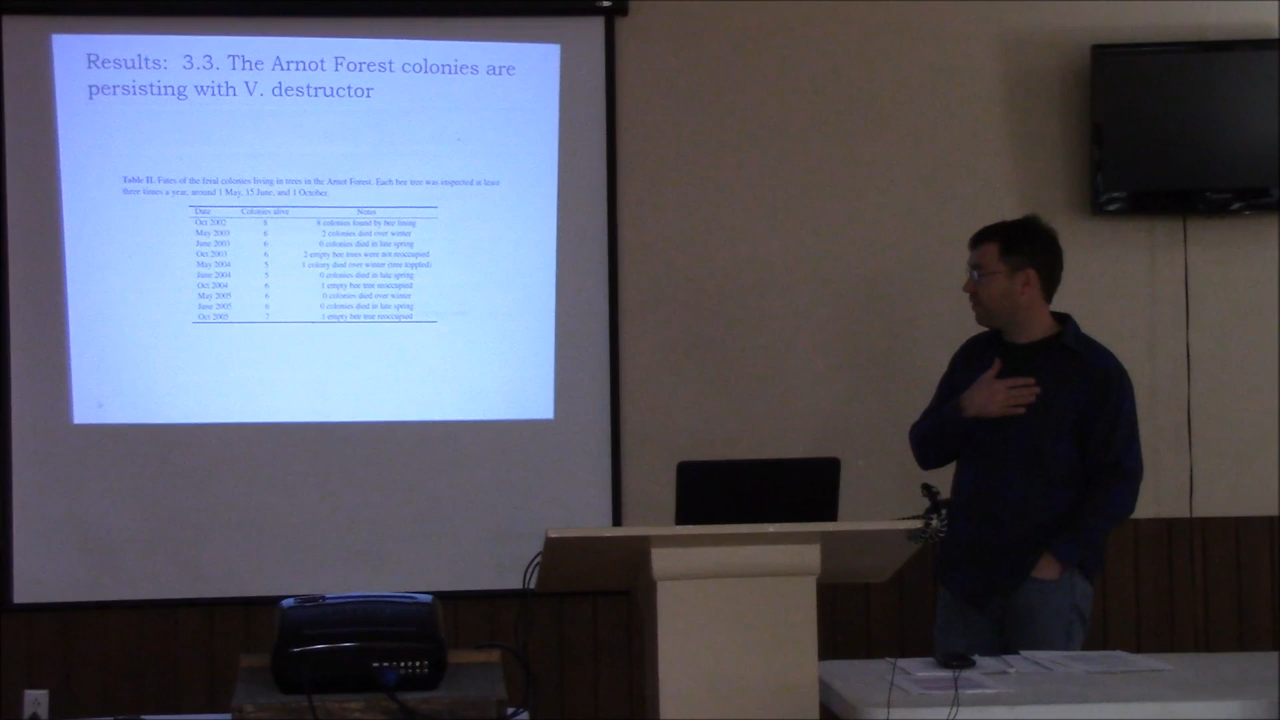 Results: 3.3. The Arnot Forest colonies are
persisting with V. destructor
Table II. Fates of the feral colonies living in trees in the Arnot Forest. Each bee tree was inspected at least
three times a year, around 1 May, 15 June, and 1 October.
Date Colonies alive Notes
Oct 2002 8 8 colonies found by bee lining
May 2003 6 2 colonies died over winter
June 2003 6 0 colonies died in late spring
Oct 2003 6 2 empty bee trees were not reoccupied
May 2004 5 1 colony died over winter (tree toppled)
June 2004 5 0 colonies died in late spring
Oct 2004 6 1 empty bee tree reoccupied
May 2005 6 0 colonies died over winter
June 2005 6 0 colonies died in late spring
Oct 2005 7 1 empty bee tree reoccupied